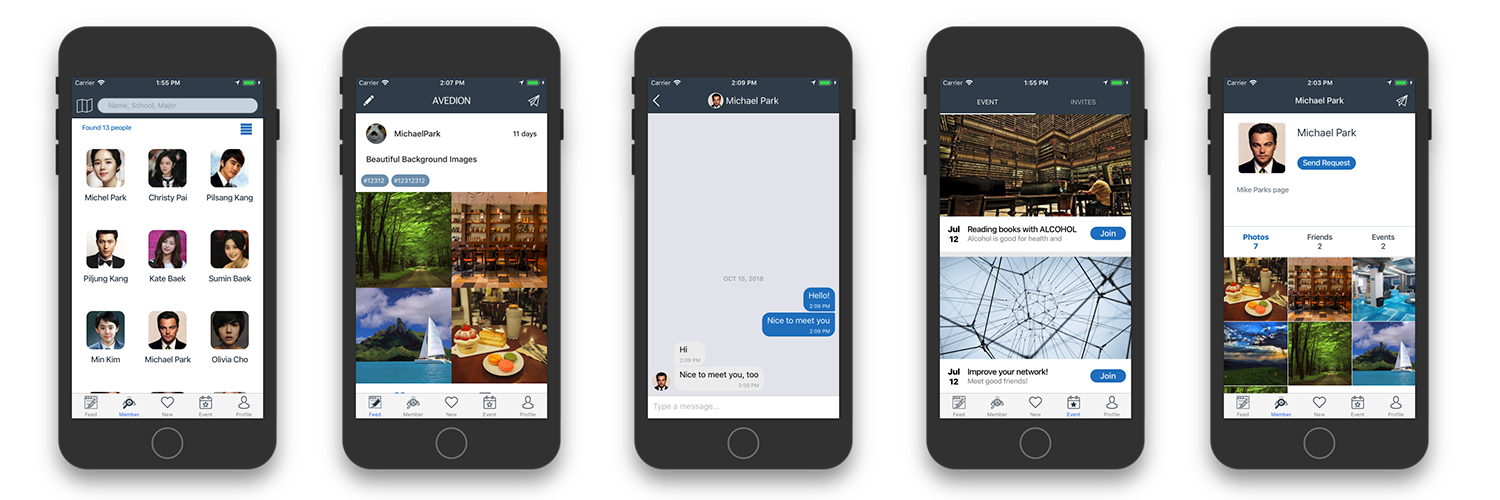 Carrier 1:55 PM
Name, School, Major
Found 13 people
Michel Park Christy Pai Pilsang Kang
Piljung Kang Kate Baek Sumin Baek
Min Kim Michael Park Olivia Cho
Feed Member New Event Profile
Carrier 2:07 PM
AVEDION
MichaelPark 11 days
Beautiful Background Images
#12312 #12312312
Feed Member New Event Profile
Carrier 2:09 PM
Michael Park
OCT 15, 2018
Hello!
2:09 PM
Nice to meet you
2:09 PM
Hi
2:09 PM
Nice to meet you, too
2:09 PM
Type a message...
Carrier 1:55 PM
EVENT INVITES
Jul 12 Reading books with ALCOHOL Join
Alcohol is good for health and
Jul 12 Improve your network! Join
Meet good friends!
Feed Member New Event Profile
Carrier 2:03 PM
Michael Park
Michael Park
Send Request
Mike Parks page
Photos Friends Events
7 2 2
Feed Member New Event Profile